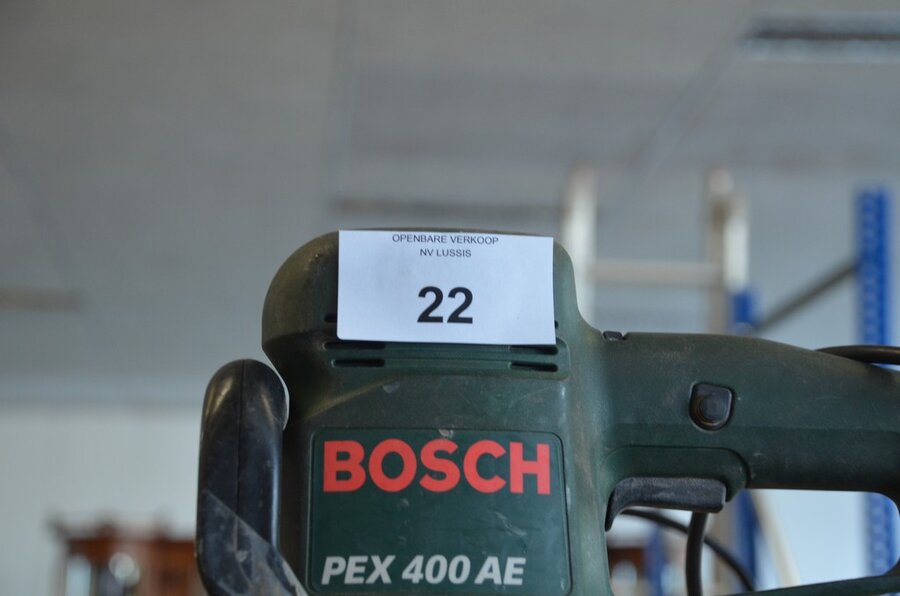 OPENBARE VERKOOP
NV LUSSIS
22
BOSCH
PEX 400 AE